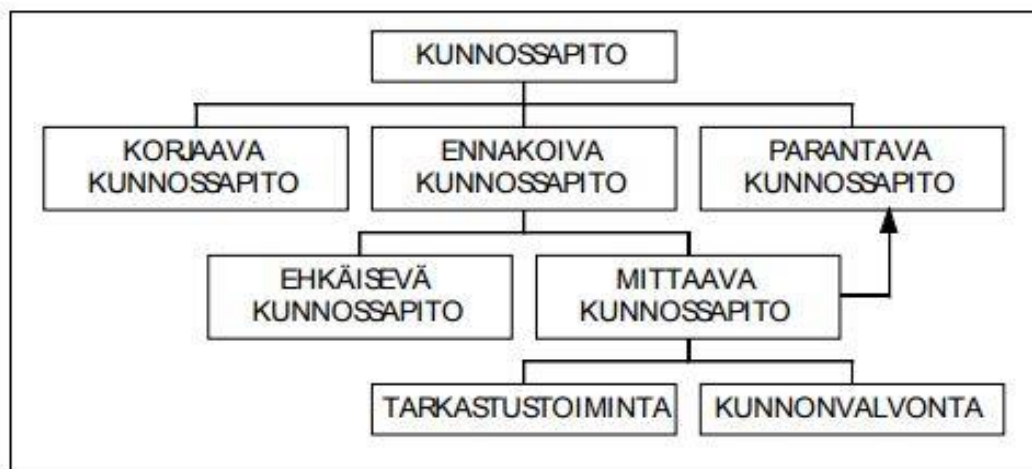 KUNNOSSAPITO
KORJAAVA
KUNNOSSAPITO
ENNAKOIVA
KUNNOSSAPITO
PARANTAVA
KUNNOSSAPITO
EHKÄISEVÄ
KUNNOSSAPITO
MITTAAVA
KUNNOSSAPITO
TARKASTUSTOIMINTA
KUNNONVALVONTA